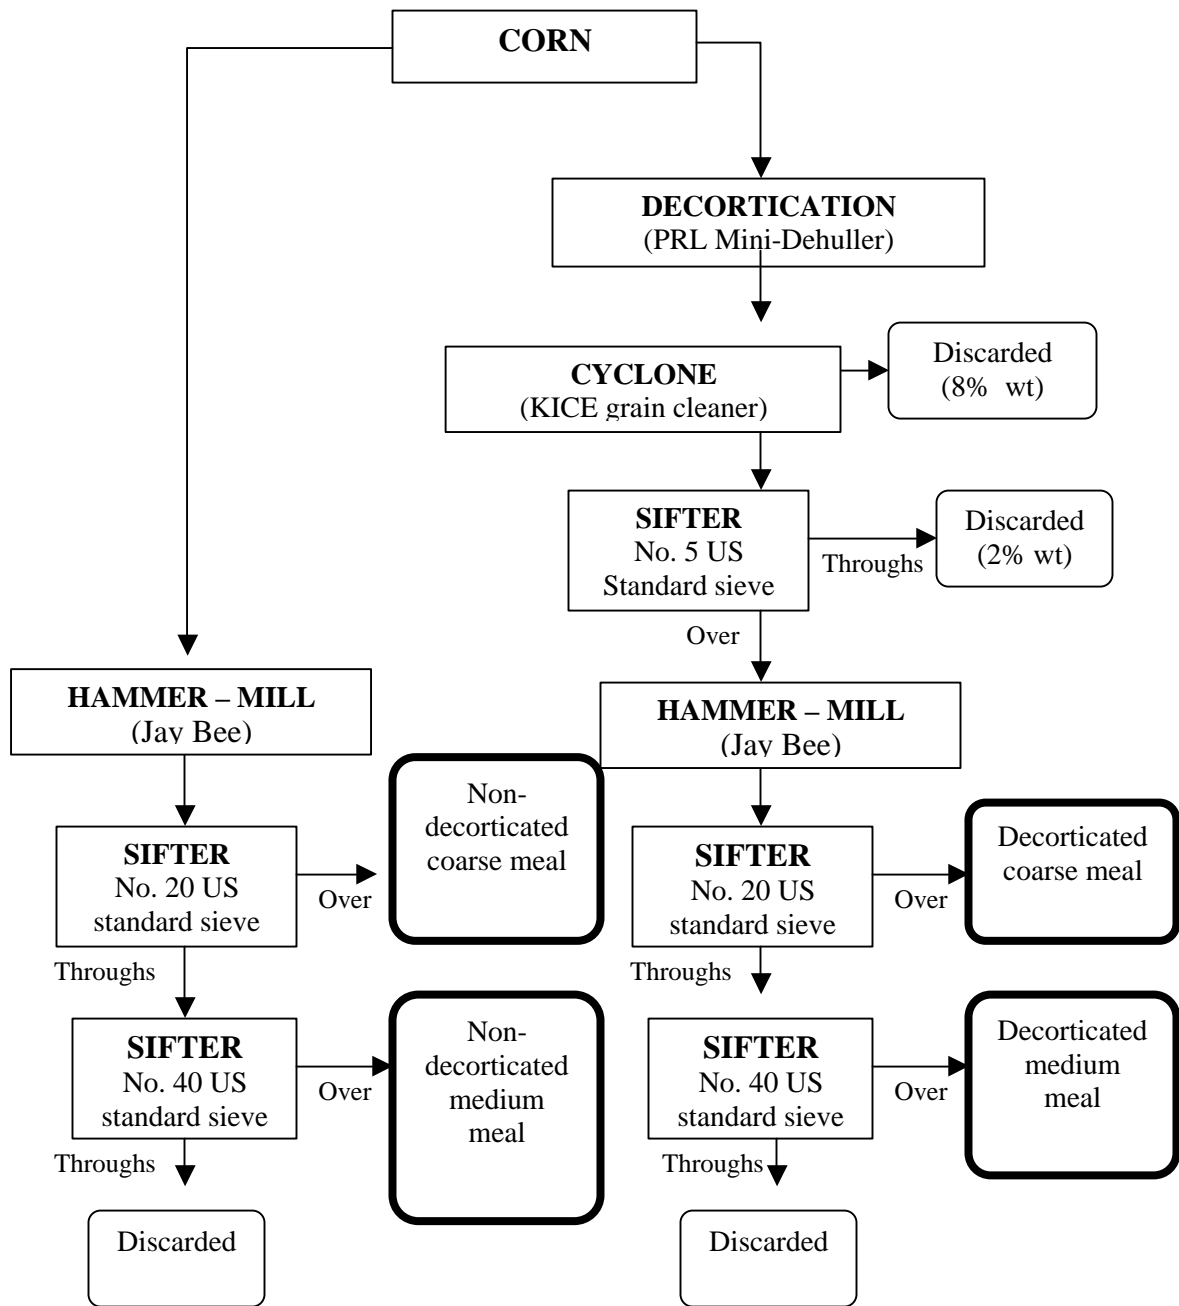 CORN
DECORTICATION
(PRL Mini-Dehuller)
CYCLONE
(KICE grain cleaner)
Discarded
(8% wt)
SIFTER
No. 5 US
Standard sieve
Throughs
Discarded
(2% wt)
Over
HAMMER – MILL
(Jay Bee)
HAMMER – MILL
(Jay Bee)
SIFTER
No. 20 US
standard sieve
Over
Non-
decorticated
coarse meal
SIFTER
No. 20 US
standard sieve
Over
Decorticated
coarse meal
Throughs
Throughs
SIFTER
No. 40 US
standard sieve
Over
Non-
decorticated
medium
meal
SIFTER
No. 40 US
standard sieve
Over
Decorticated
medium
meal
Throughs
Throughs
Discarded
Discarded